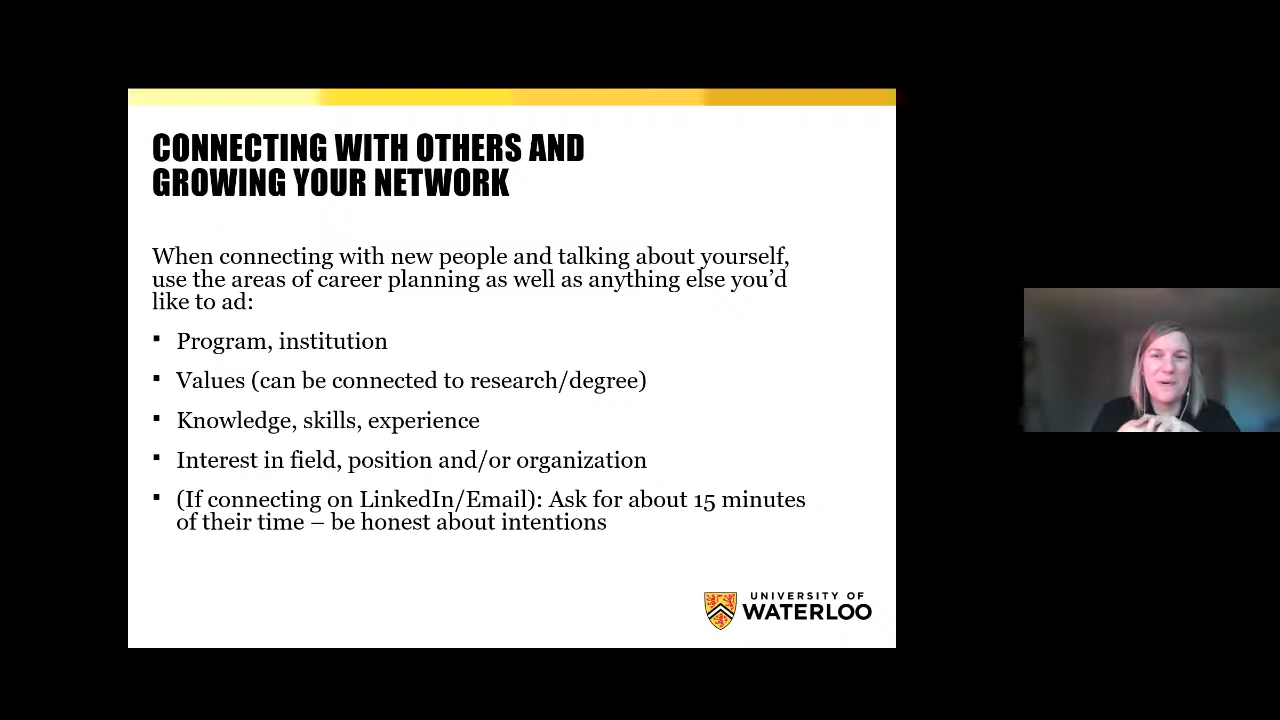 CONNECTING WITH OTHERS AND
GROWING YOUR NETWORK
When connecting with new people and talking about yourself,
use the areas of career planning as well as anything else you’d
like to ad:
▪ Program, institution
▪ Values (can be connected to research/degree)
▪ Knowledge, skills, experience
▪ Interest in field, position and/or organization
▪ (If connecting on LinkedIn/Email): Ask for about 15 minutes
of their time – be honest about intentions
UNIVERSITY OF
WATERLOO